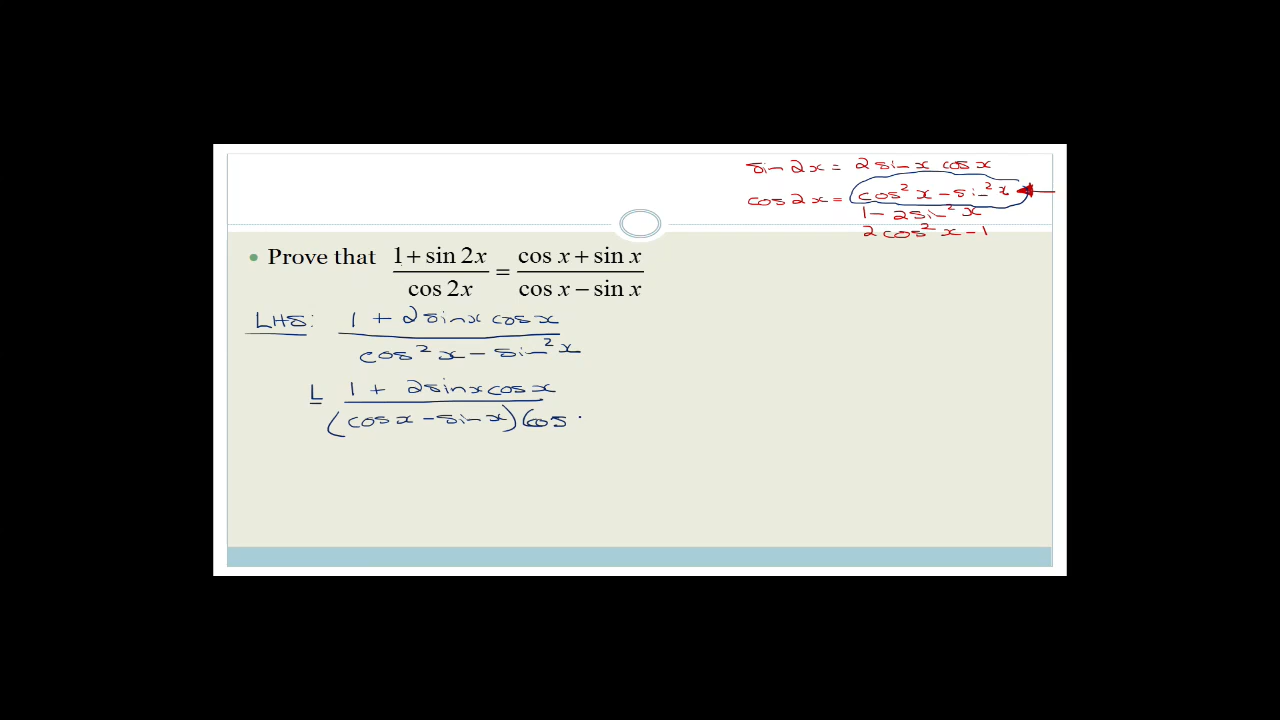 sin 2x = 2 sin x cos x
cos 2x = cos² x - sin² x
1 - 2 sin² x
2 cos² x - 1
• Prove that (1 + sin 2x)/(cos 2x) = (cos x + sin x)/(cos x − sin x)
LHS: 1 + 2 sin x cos x
cos² x - sin² x
1 + 2 sin x cos x
(cos x - sin x)(cos